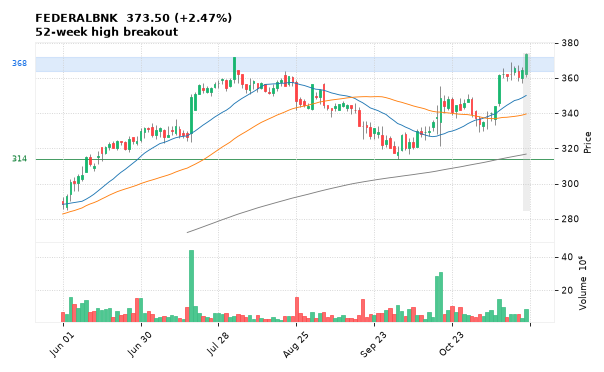 FEDERALBNK  373.50 (+2.47%)
52-week high breakout
380
368
360
340
Price
320
314
300
280
40
Volume 10⁶
20
Jun 01
Jun 30
Jul 28
Aug 25
Sep 23
Oct 23